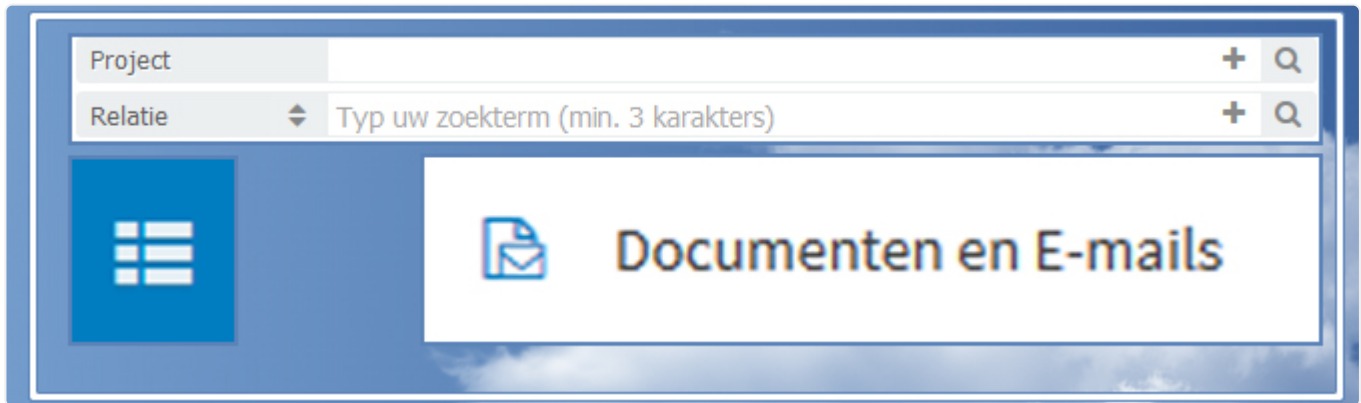 Project
Relatie Typ uw zoekterm (min. 3 karakters)
Documenten en E-mails